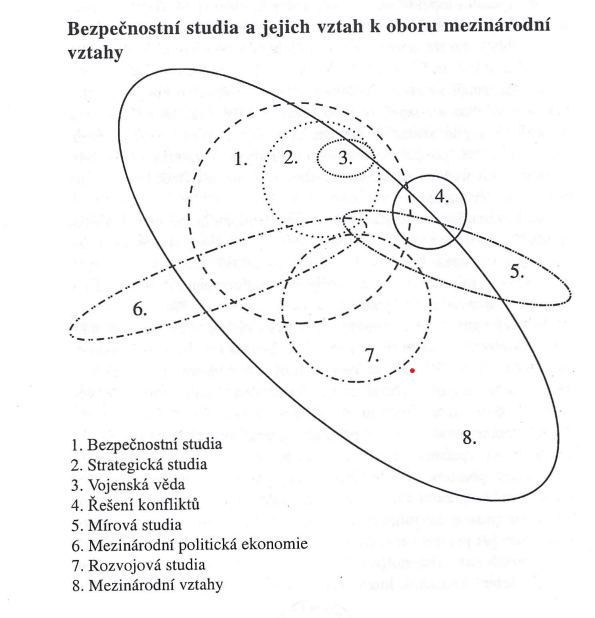 Bezpečnostní studia a jejich vztah k oboru mezinárodní
vztahy
1.
2.
3.
4.
5.
6.
7.
8.
1. Bezpečnostní studia
2. Strategická studia
3. Vojenská věda
4. Řešení konfliktů
5. Mírová studia
6. Mezinárodní politická ekonomie
7. Rozvojová studia
8. Mezinárodní vztahy